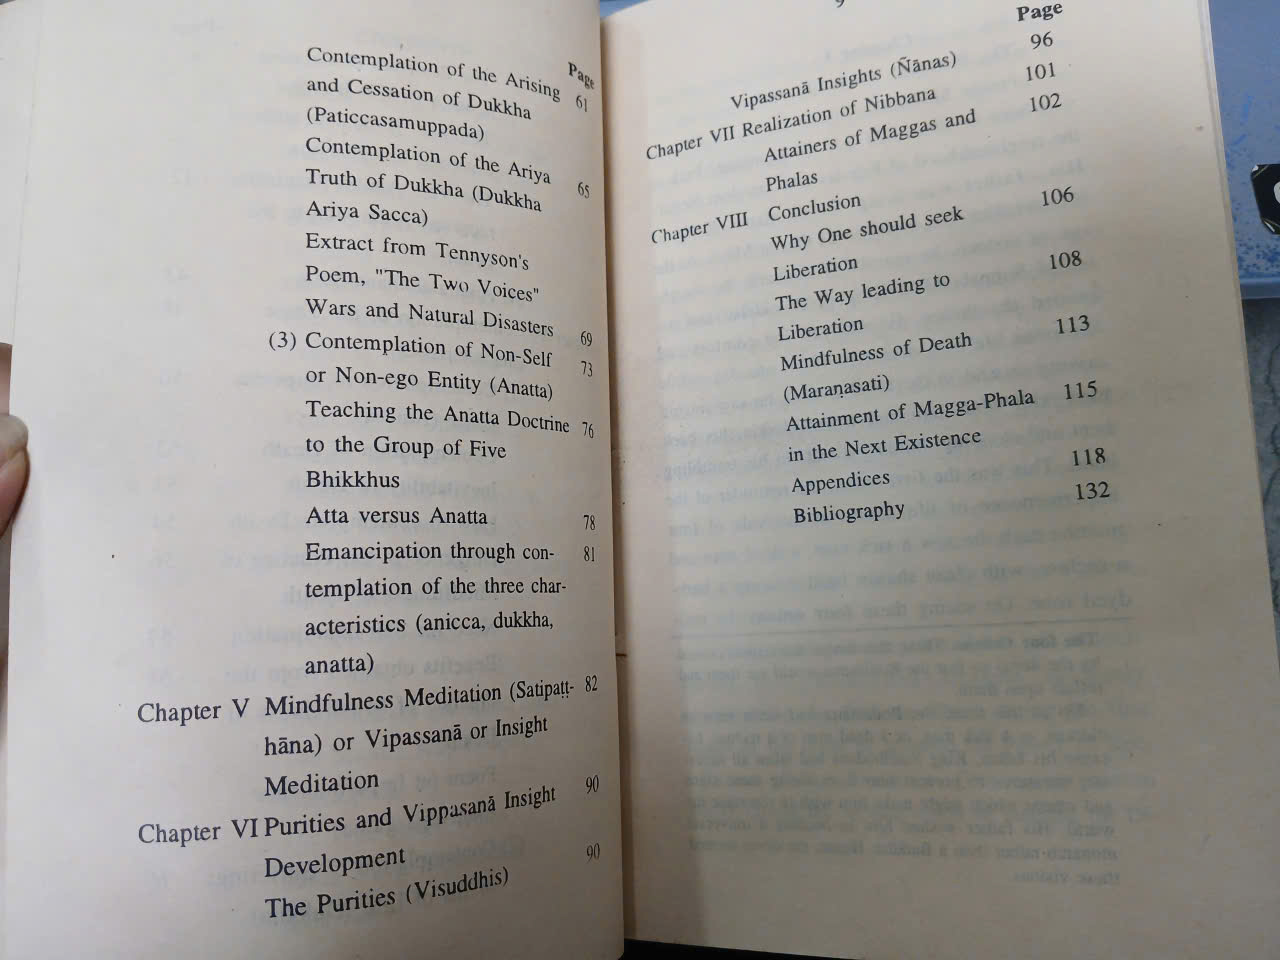 Page
Contemplation of the Arising 61
and Cessation of Dukkha
(Paticcasamuppada)
Contemplation of the Ariya 65
Truth of Dukkha (Dukkha
Ariya Sacca)
Extract from Tennyson's
Poem, "The Two Voices"
Wars and Natural Disasters 69
(3) Contemplation of Non-Self 73
or Non-ego Entity (Anatta)
Teaching the Anatta Doctrine 76
to the Group of Five
Bhikkhus
Atta versus Anatta 78
Emancipation through con- 81
templation of the three char-
acteristics (anicca, dukkha,
anatta)
Chapter V Mindfulness Meditation (Satipaṭṭ- 82
hāna) or Vipassanā or Insight
Meditation
Chapter VI Purities and Vippasanā Insight 90
Development
The Purities (Visuddhis) 90
Page
Vipassanā Insights (Ñānas) 96
Chapter VII Realization of Nibbana 101
Attainers of Maggas and 102
Phalas
Chapter VIII Conclusion
Why One should seek 106
Liberation
The Way leading to 108
Liberation
Mindfulness of Death 113
(Maraṇasati)
Attainment of Magga-Phala 115
in the Next Existence
Appendices 118
Bibliography 132